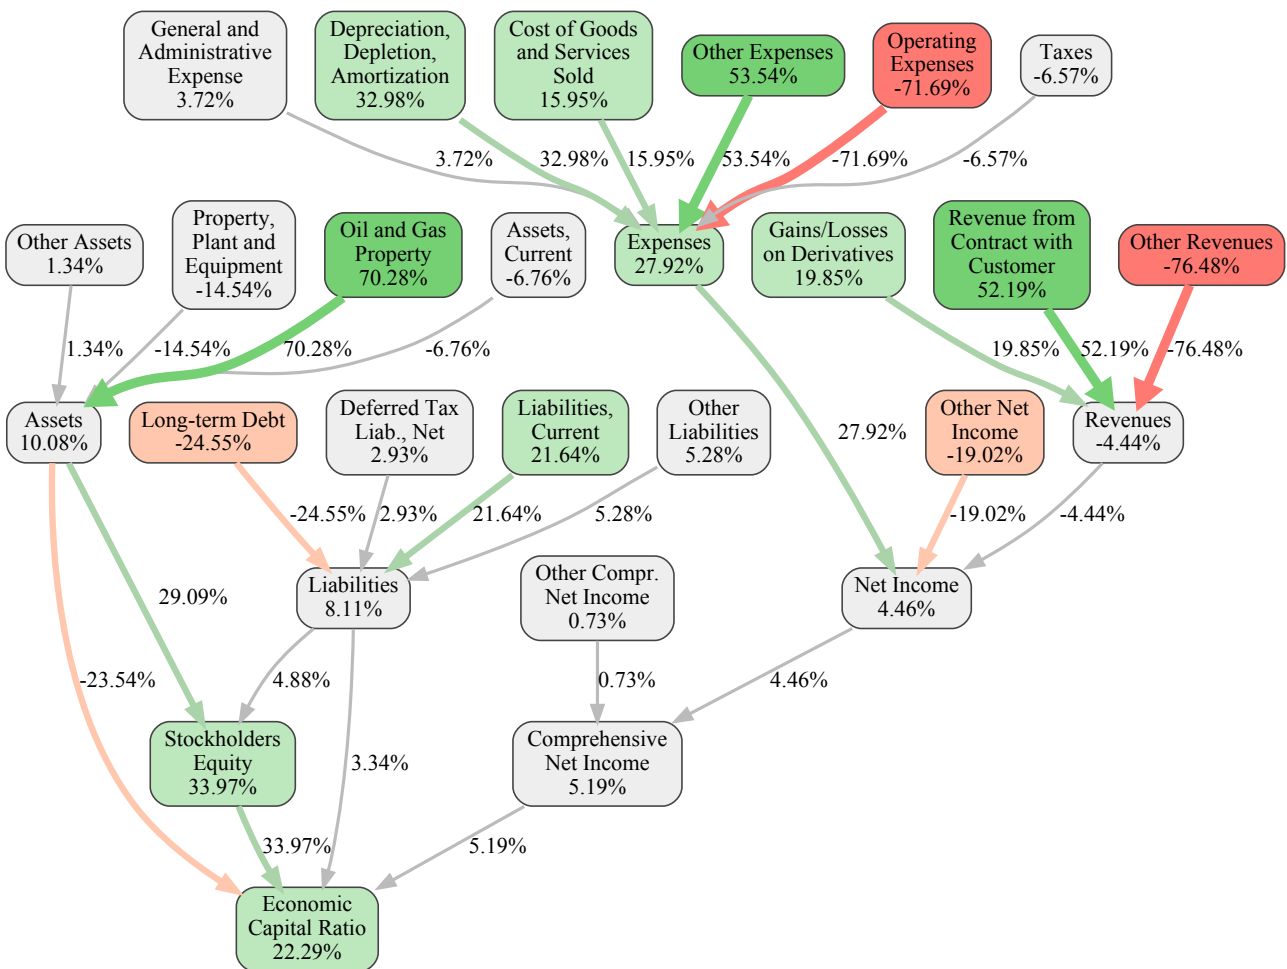 General and
Administrative
Expense
3.72%
Depreciation,
Depletion,
Amortization
32.98%
Cost of Goods
and Services
Sold
15.95%
Other Expenses
53.54%
Operating
Expenses
-71.69%
Taxes
-6.57%
3.72%
32.98%
15.95%
53.54%
-71.69%
-6.57%
Other Assets
1.34%
Property,
Plant and
Equipment
-14.54%
Oil and Gas
Property
70.28%
Assets,
Current
-6.76%
Expenses
27.92%
Gains/Losses
on Derivatives
19.85%
Revenue from
Contract with
Customer
52.19%
Other Revenues
-76.48%
1.34%
-14.54%
70.28%
-6.76%
19.85%
52.19%
-76.48%
Assets
10.08%
Long-term Debt
-24.55%
Deferred Tax
Liab., Net
2.93%
Liabilities,
Current
21.64%
Other
Liabilities
5.28%
27.92%
Other Net
Income
-19.02%
Revenues
-4.44%
-24.55%
2.93%
21.64%
5.28%
-19.02%
-4.44%
29.09%
Liabilities
8.11%
Other Compr.
Net Income
0.73%
Net Income
4.46%
-23.54%
4.88%
0.73%
4.46%
Stockholders
Equity
33.97%
3.34%
Comprehensive
Net Income
5.19%
33.97%
5.19%
Economic
Capital Ratio
22.29%